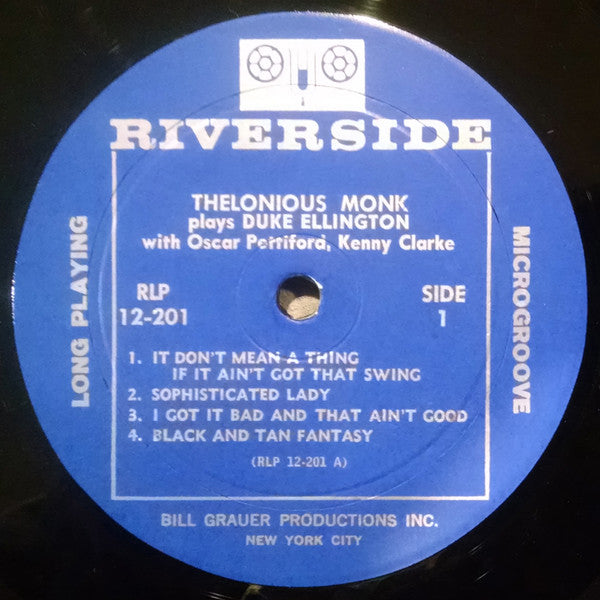 RIVERSIDE
THELONIOUS MONK
plays DUKE ELLINGTON
with Oscar Pettiford, Kenny Clarke
RLP
12-201
SIDE
1
LONG PLAYING
MICROGROOVE
1. IT DON'T MEAN A THING
IF IT AIN'T GOT THAT SWING
2. SOPHISTICATED LADY
3. I GOT IT BAD AND THAT AIN'T GOOD
4. BLACK AND TAN FANTASY
(RLP 12-201 A)
BILL GRAUER PRODUCTIONS INC.
NEW YORK CITY